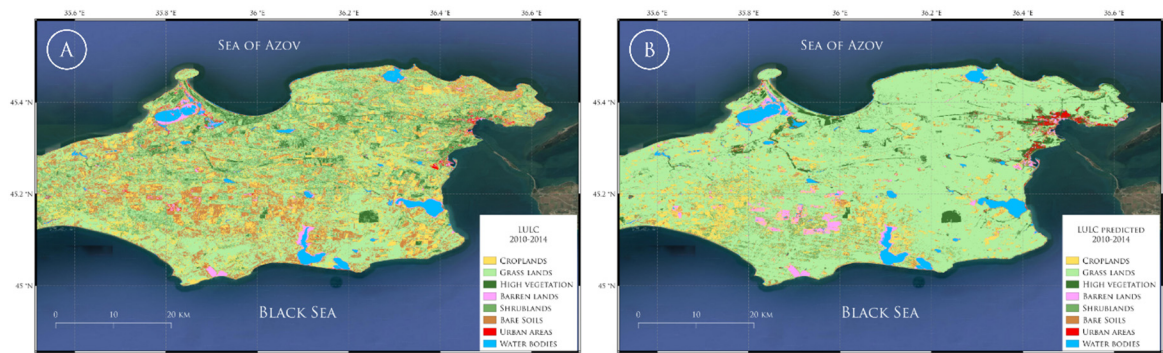 35.6 °E 35.8 °E 36 °E 36.2 °E 36.4 °E 36.6 °E
A
SEA OF AZOV
45.4 °N
45.2 °N
45 °N
BLACK SEA
0 10 20 KM
LULC
2010-2014
CROPLANDS
GRASS LANDS
HIGH VEGETATION
BARREN LANDS
SHRUBLANDS
BARE SOILS
URBAN AREAS
WATER BODIES
35.6 °E 35.8 °E 36 °E 36.2 °E 36.4 °E 36.6 °E
B
SEA OF AZOV
45.4 °N
45.2 °N
45 °N
BLACK SEA
0 10 20 KM
LULC PREDICTED
2010-2014
CROPLANDS
GRASS LANDS
HIGH VEGETATION
BARREN LANDS
SHRUBLANDS
BARE SOILS
URBAN AREAS
WATER BODIES